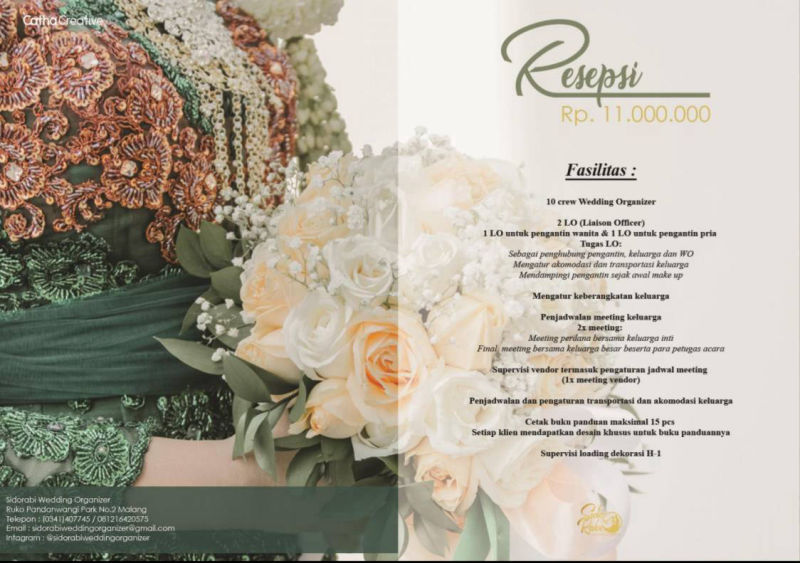 Catha Creative
Resepsi
Rp. 11.000.000
Fasilitas :
10 crew Wedding Organizer
2 LO (Liaison Officer)
1 LO untuk pengantin wanita & 1 LO untuk pengantin pria
Tugas LO:
Sebagai penghubung pengantin, keluarga dan WO
Mengatur akomodasi dan transportasi keluarga
Mendampingi pengantin sejak awal make up
Mengatur keberangkatan keluarga
Penjadwalan meeting keluarga
2x meeting:
Meeting perdana bersama keluarga inti
Final meeting bersama keluarga besar beserta para petugas acara
Supervisi vendor termasuk pengaturan jadwal meeting
(1x meeting vendor)
Penjadwalan dan pengaturan transportasi dan akomodasi keluarga
Cetak buku panduan maksimal 15 pcs
Setiap klien mendapatkan desain khusus untuk buku panduannya
Supervisi loading dekorasi H-1
Sidorabi Wedding Organizer
Ruko Pandanwangi Park No.2 Malang
Telepon : (0341)407745 / 081216420575
Email : sidorabiweddingorganizer@gmail.com
Intagram : @sidorabiweddingorganizer